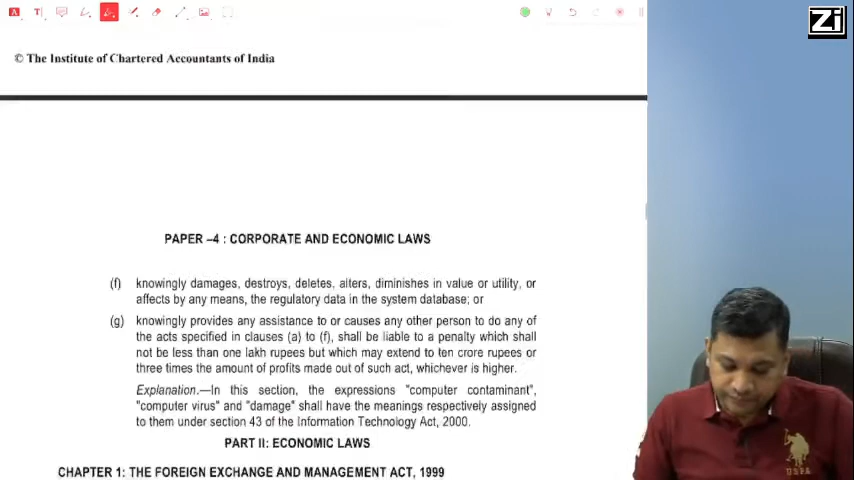 A
T
Zi
© The Institute of Chartered Accountants of India
PAPER –4 : CORPORATE AND ECONOMIC LAWS
(f) knowingly damages, destroys, deletes, alters, diminishes in value or utility, or
affects by any means, the regulatory data in the system database; or
(g) knowingly provides any assistance to or causes any other person to do any of
the acts specified in clauses (a) to (f), shall be liable to a penalty which shall
not be less than one lakh rupees but which may extend to ten crore rupees or
three times the amount of profits made out of such act, whichever is higher.
Explanation.—In this section, the expressions "computer contaminant",
"computer virus" and "damage" shall have the meanings respectively assigned
to them under section 43 of the Information Technology Act, 2000.
PART II: ECONOMIC LAWS
CHAPTER 1: THE FOREIGN EXCHANGE AND MANAGEMENT ACT, 1999
U.S.P.A.